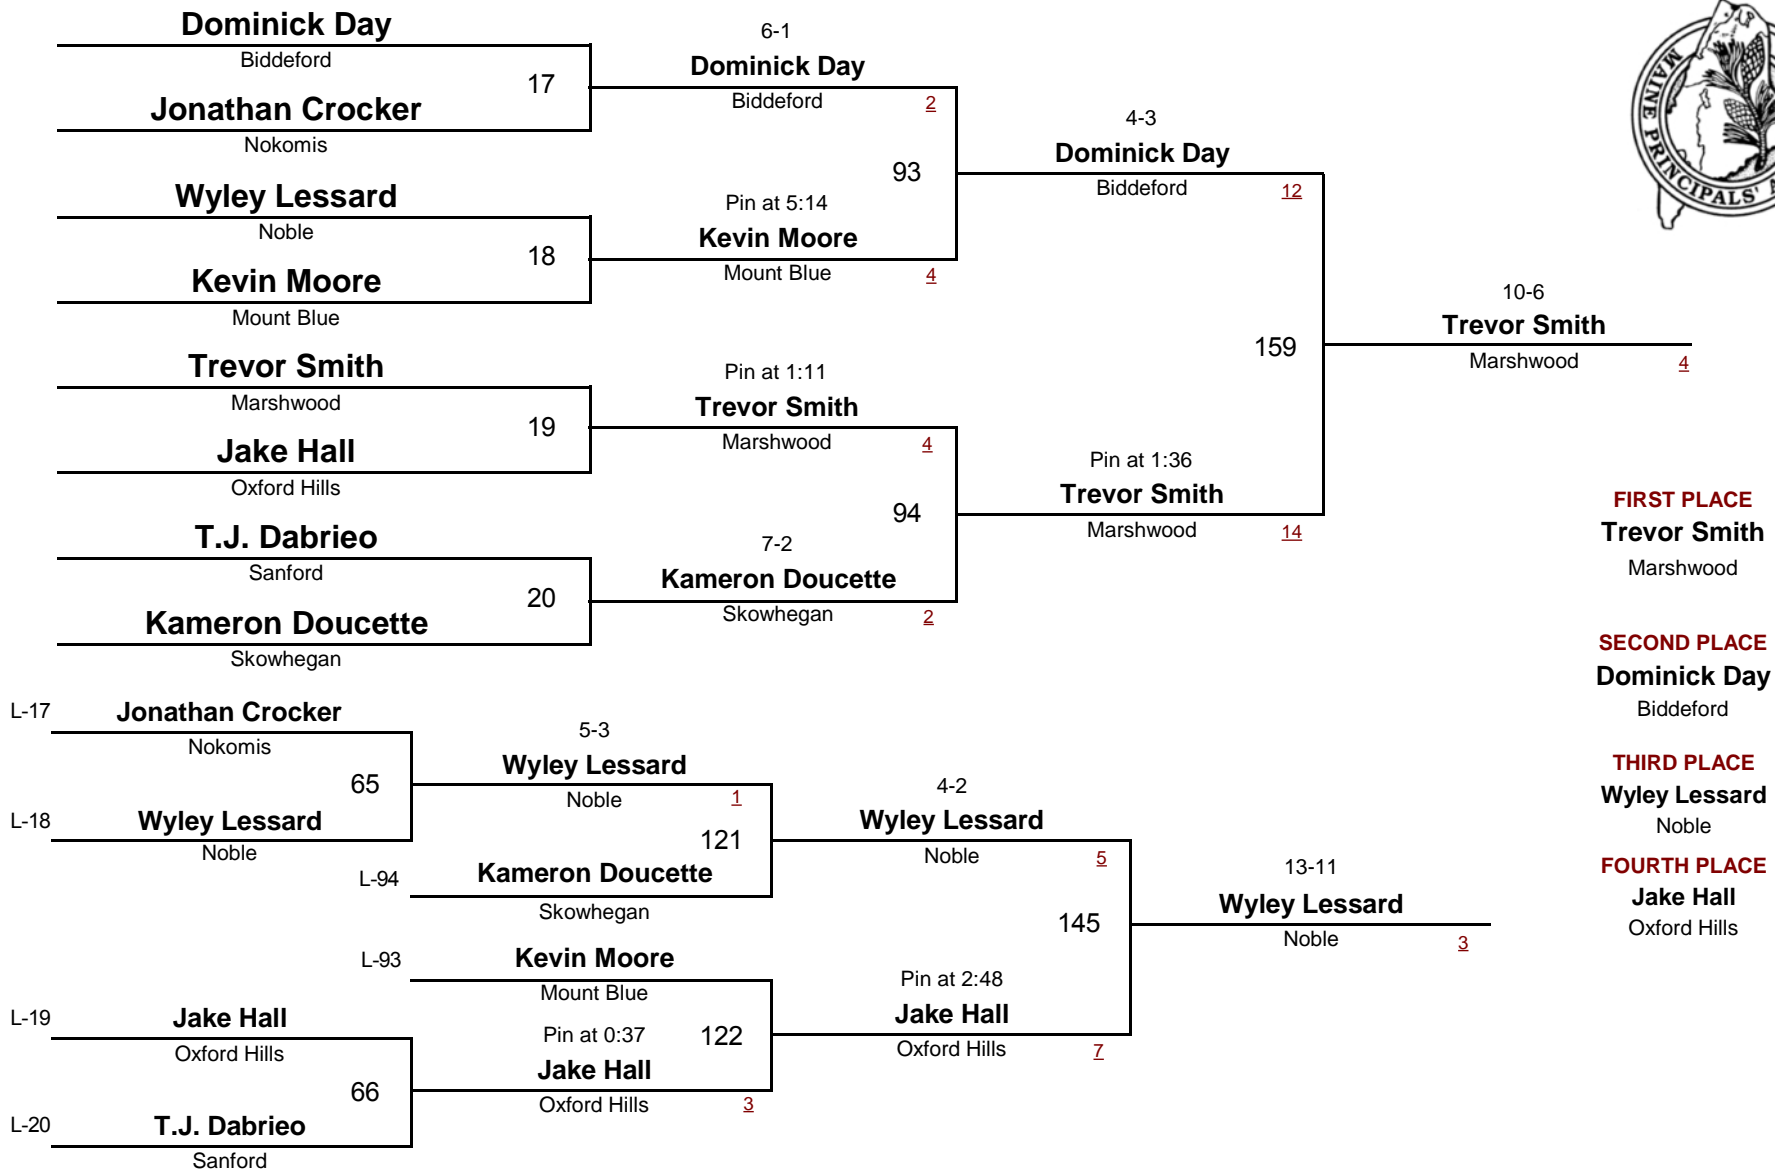 Dominick Day
Biddeford
17
Jonathan Crocker
Nokomis
Wyley Lessard
Noble
18
Kevin Moore
Mount Blue
Trevor Smith
Marshwood
19
Jake Hall
Oxford Hills
T.J. Dabrieo
Sanford
20
Kameron Doucette
Skowhegan
6-1
Dominick Day
Biddeford 2
93
Pin at 5:14
Kevin Moore
Mount Blue 4
Pin at 1:11
Trevor Smith
Marshwood 4
94
7-2
Kameron Doucette
Skowhegan 2
4-3
Dominick Day
Biddeford 12
159
Pin at 1:36
Trevor Smith
Marshwood 14
10-6
Trevor Smith
Marshwood 4
MAINE PRINCIPALS' A
FIRST PLACE
Trevor Smith
Marshwood
SECOND PLACE
Dominick Day
Biddeford
THIRD PLACE
Wyley Lessard
Noble
FOURTH PLACE
Jake Hall
Oxford Hills
L-17 Jonathan Crocker
Nokomis
65
L-18 Wyley Lessard
Noble
5-3
Wyley Lessard
Noble 1
121
L-94 Kameron Doucette
Skowhegan
L-93 Kevin Moore
Mount Blue
L-19 Jake Hall
Oxford Hills
66
L-20 T.J. Dabrieo
Sanford
Pin at 0:37 122
Jake Hall
Oxford Hills 3
4-2
Wyley Lessard
Noble 5
145
Pin at 2:48
Jake Hall
Oxford Hills 7
13-11
Wyley Lessard
Noble 3